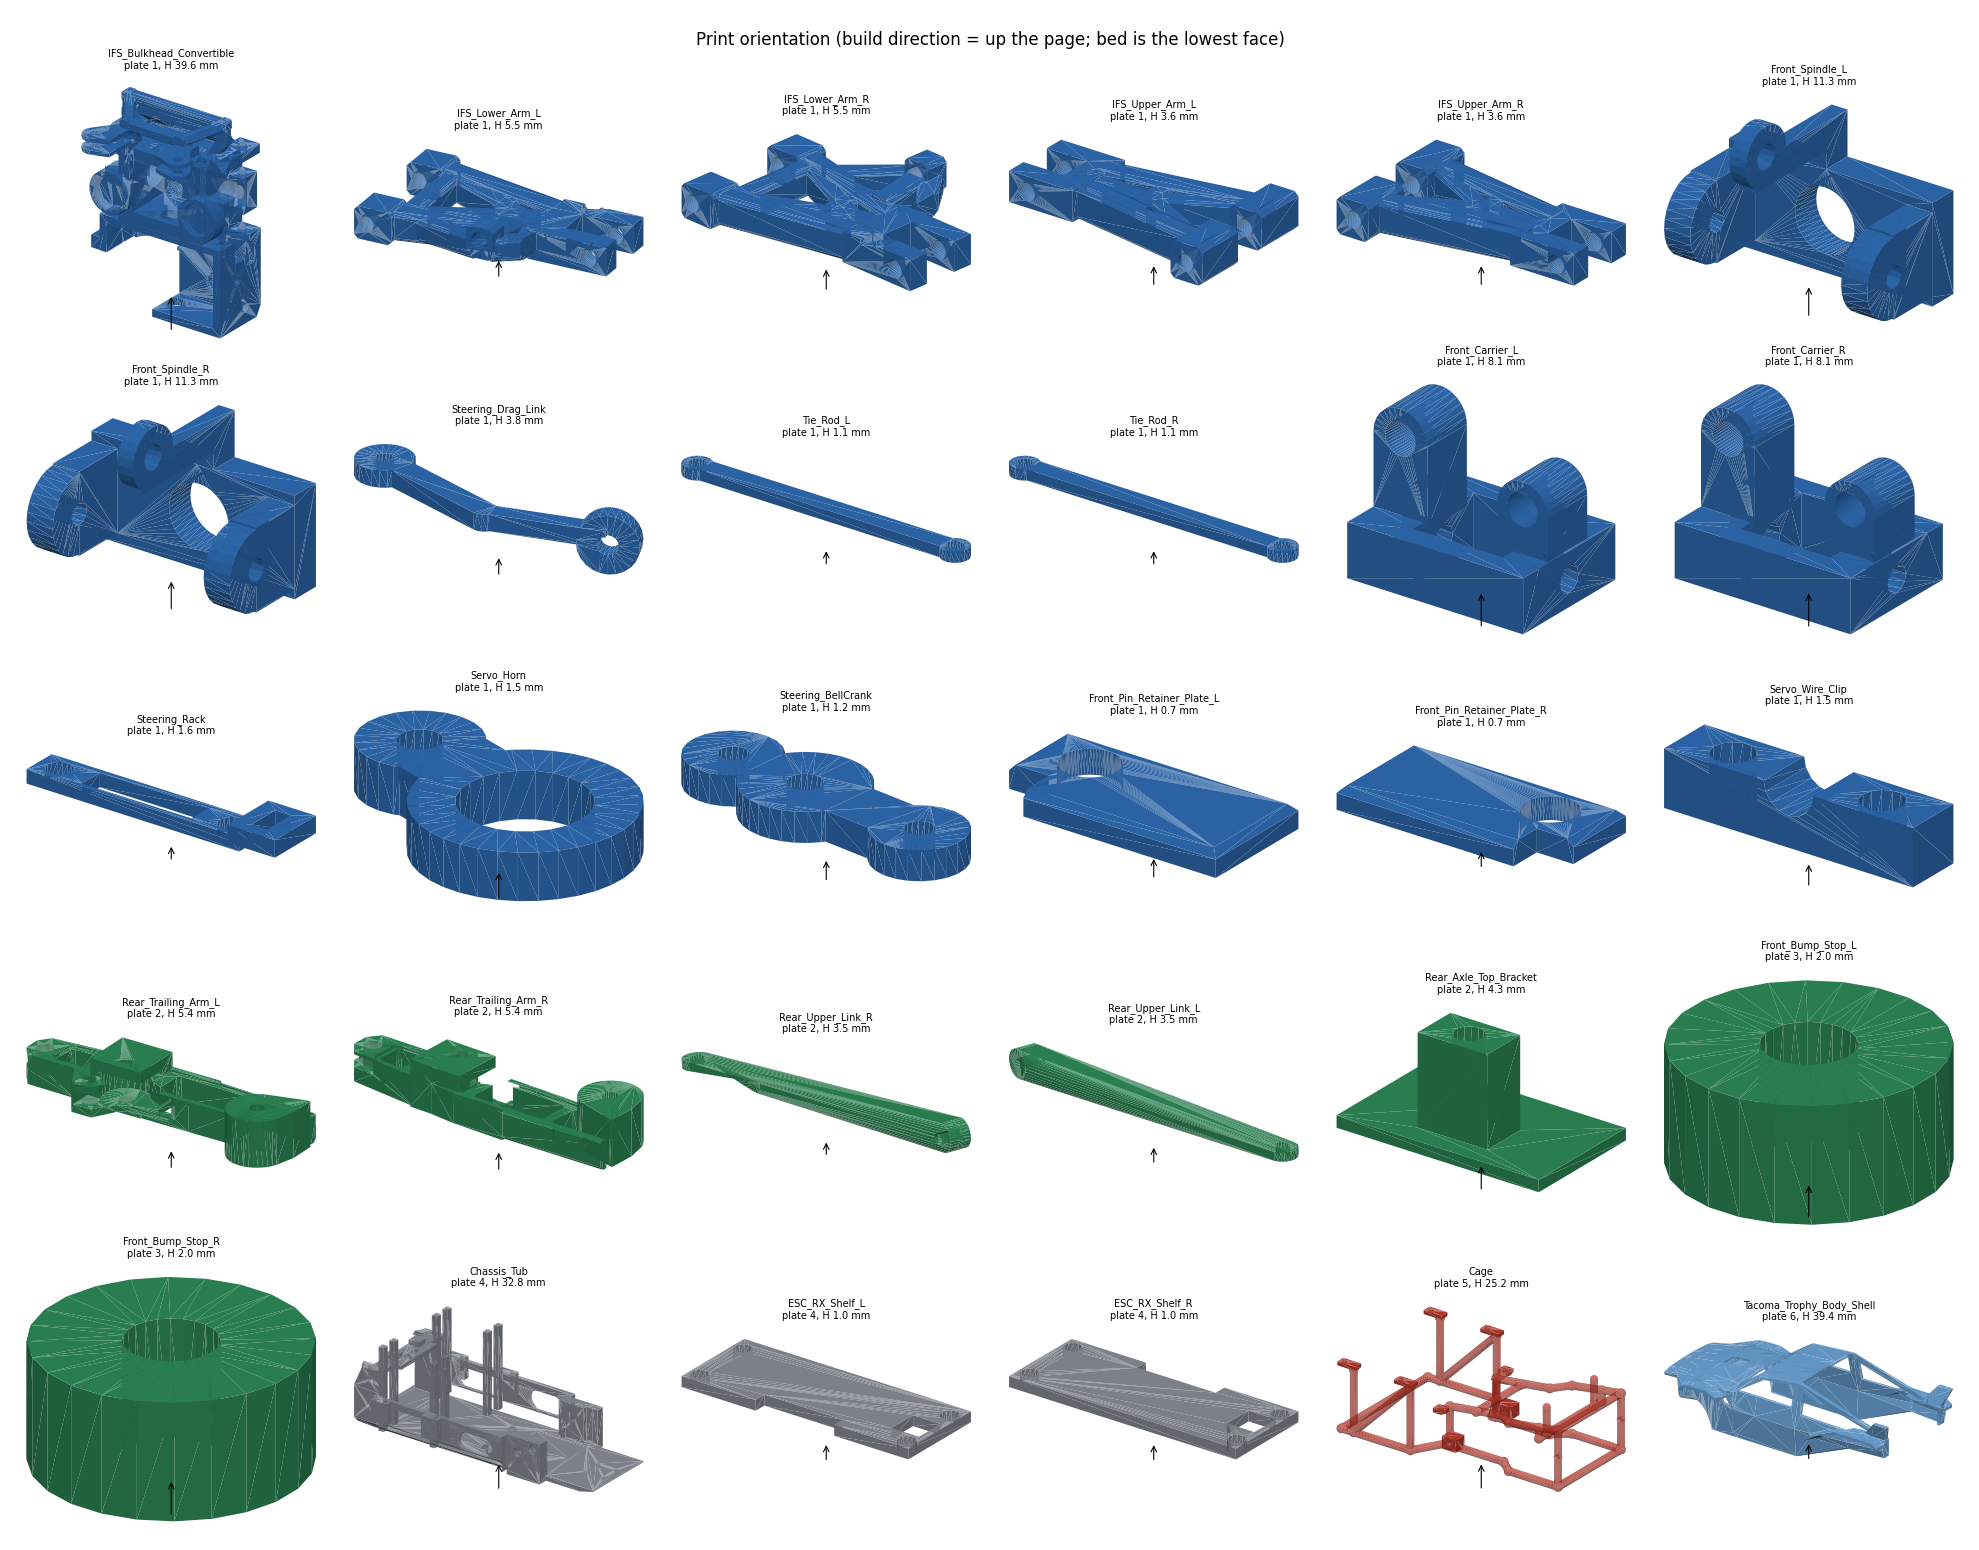 Print orientation (build direction = up the page; bed is the lowest face)
IFS_Bulkhead_Convertible
plate 1, H 39.6 mm
IFS_Lower_Arm_L
plate 1, H 5.5 mm
IFS_Lower_Arm_R
plate 1, H 5.5 mm
IFS_Upper_Arm_L
plate 1, H 3.6 mm
IFS_Upper_Arm_R
plate 1, H 3.6 mm
Front_Spindle_L
plate 1, H 11.3 mm
Front_Spindle_R
plate 1, H 11.3 mm
Steering_Drag_Link
plate 1, H 3.8 mm
Tie_Rod_L
plate 1, H 1.1 mm
Tie_Rod_R
plate 1, H 1.1 mm
Front_Carrier_L
plate 1, H 8.1 mm
Front_Carrier_R
plate 1, H 8.1 mm
Steering_Rack
plate 1, H 1.6 mm
Servo_Horn
plate 1, H 1.5 mm
Steering_BellCrank
plate 1, H 1.2 mm
Front_Pin_Retainer_Plate_L
plate 1, H 0.7 mm
Front_Pin_Retainer_Plate_R
plate 1, H 0.7 mm
Servo_Wire_Clip
plate 1, H 1.5 mm
Rear_Trailing_Arm_L
plate 2, H 5.4 mm
Rear_Trailing_Arm_R
plate 2, H 5.4 mm
Rear_Upper_Link_R
plate 2, H 3.5 mm
Rear_Upper_Link_L
plate 2, H 3.5 mm
Rear_Axle_Top_Bracket
plate 2, H 4.3 mm
Front_Bump_Stop_L
plate 3, H 2.0 mm
Front_Bump_Stop_R
plate 3, H 2.0 mm
Chassis_Tub
plate 4, H 32.8 mm
ESC_RX_Shelf_L
plate 4, H 1.0 mm
ESC_RX_Shelf_R
plate 4, H 1.0 mm
Cage
plate 5, H 25.2 mm
Tacoma_Trophy_Body_Shell
plate 6, H 39.4 mm